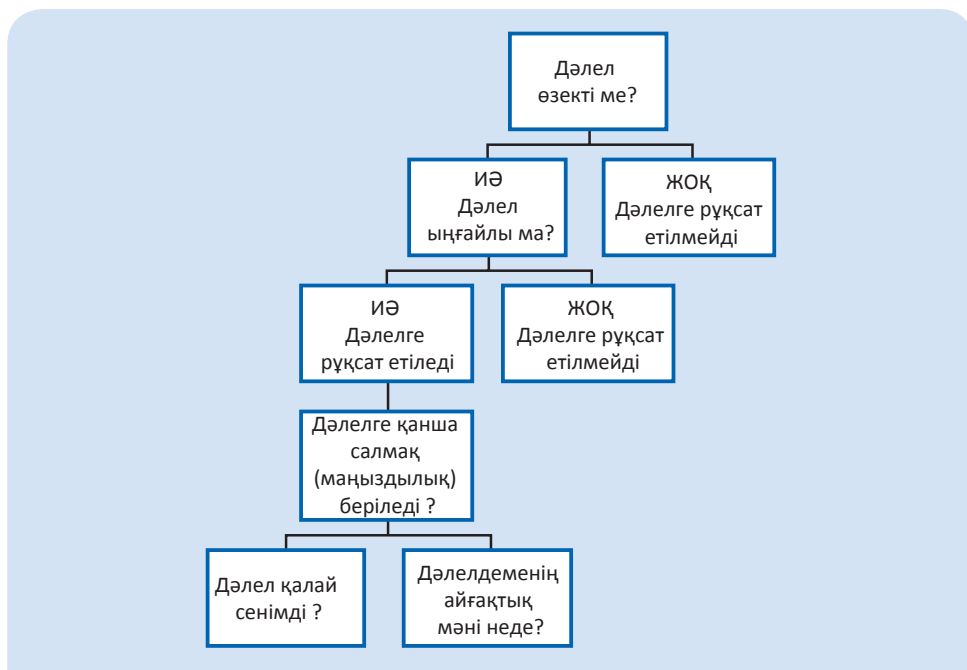 Дәлел
өзекті ме?
ИӘ
Дәлел
ыңғайлы ма?
ЖОҚ
Дәлелге рұқсат
етілмейді
ИӘ
Дәлелге
рұқсат етіледі
ЖОҚ
Дәлелге рұқсат
етілмейді
Дәлелге қанша
салмақ
(маңыздылық)
беріледі ?
Дәлел қалай
сенімді ?
Дәлелдеменің
айғақтық
мәні неде?